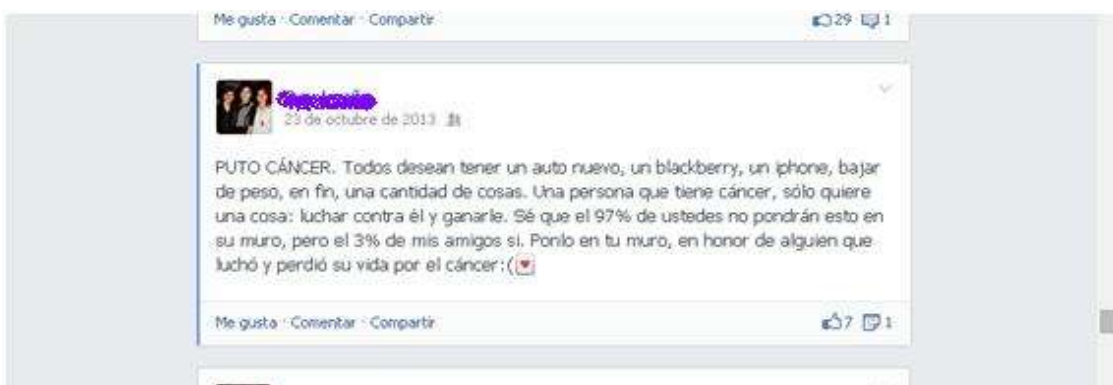 Me gusta · Comentar · Compartir 29 1
23 de octubre de 2013
PUTO CÁNCER. Todos desean tener un auto nuevo, un blackberry, un iphone, bajar
de peso, en fin, una cantidad de cosas. Una persona que tiene cáncer, sólo quiere
una cosa: luchar contra él y ganarle. Sé que el 97% de ustedes no pondrán esto en
su muro, pero el 3% de mis amigos si. Ponlo en tu muro, en honor de alguien que
luchó y perdió su vida por el cáncer:(
Me gusta · Comentar · Compartir 7 1